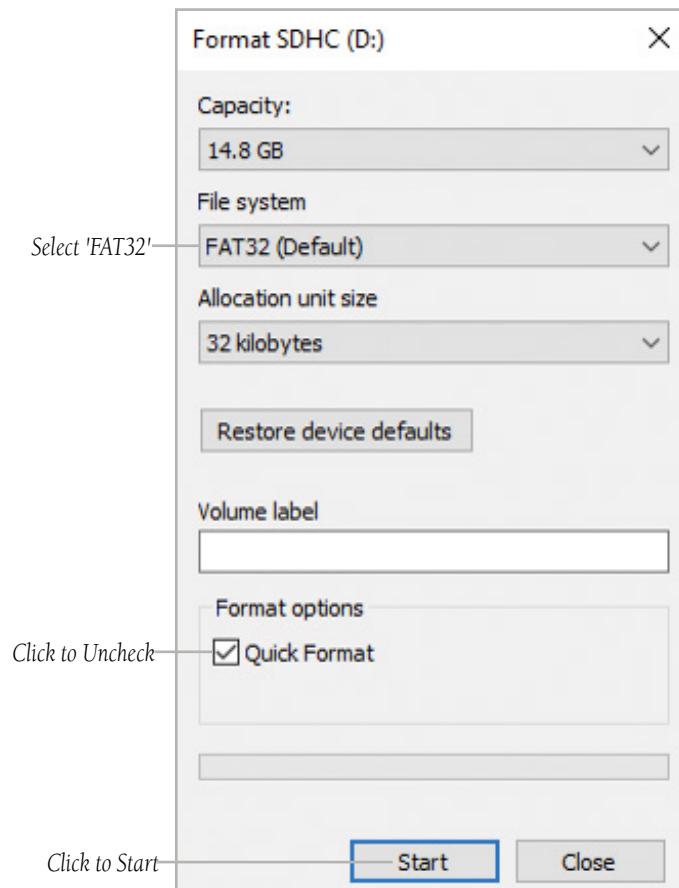 Format SDHC (D:)
Capacity:
14.8 GB
File system
Select 'FAT32'
FAT32 (Default)
Allocation unit size
32 kilobytes
Restore device defaults
Volume label
Format options
Click to Uncheck
Quick Format
Click to Start
Start
Close